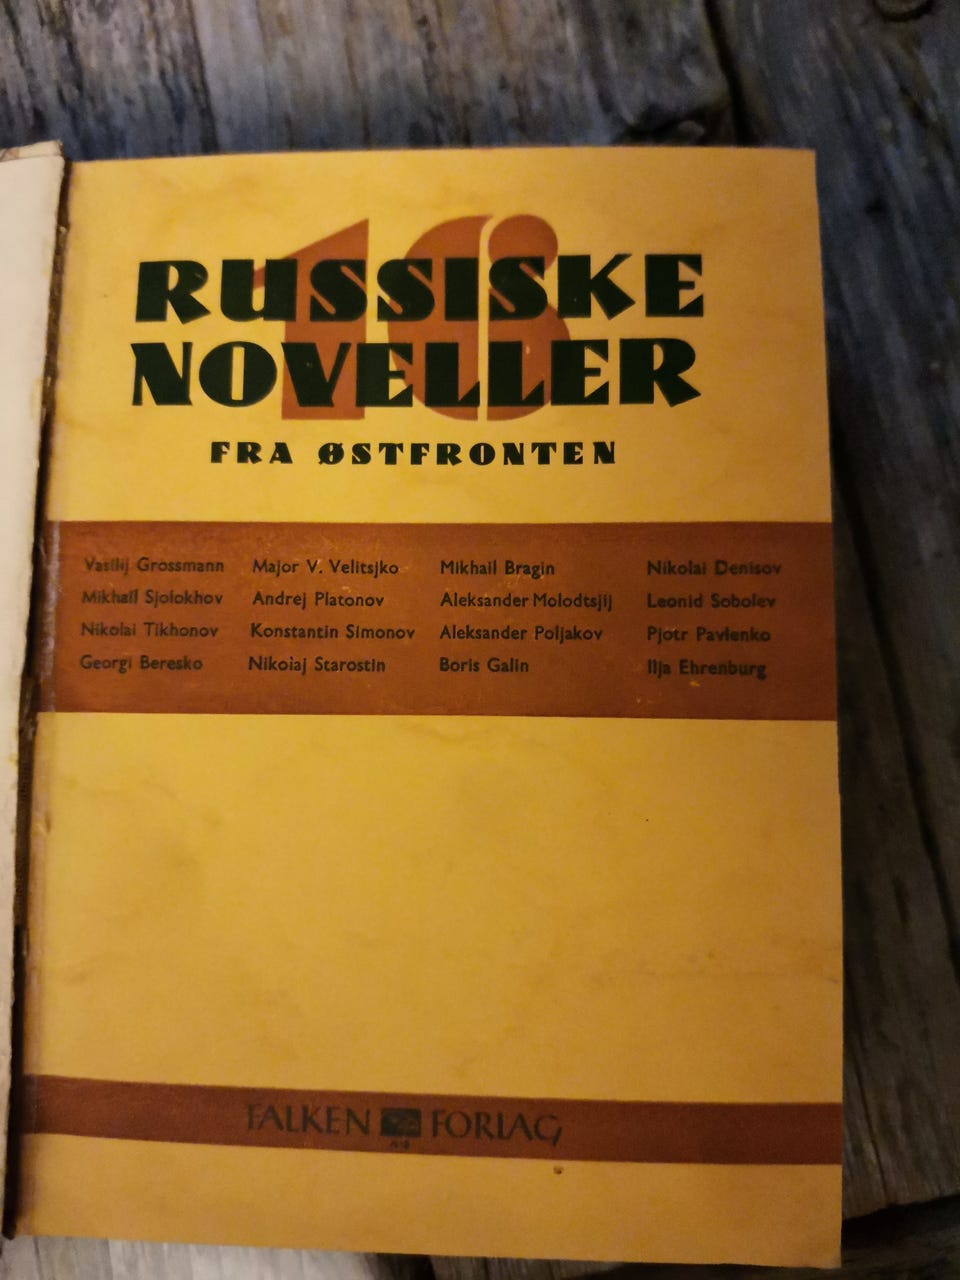 16
RUSSISKE
NOVELLER
FRA ØSTFRONTEN
Vasilij Grossmann
Mikhail Sjolokhov
Nikolai Tikhonov
Georgi Beresko
Major V. Velitsjko
Andrej Platonov
Konstantin Simonov
Nikolaj Starostin
Mikhail Bragin
Aleksander Molodtsjij
Aleksander Poljakov
Boris Galin
Nikolai Denisov
Leonid Sobolev
Pjotr Pavlenko
Ilja Ehrenburg
FALKEN FORLAG